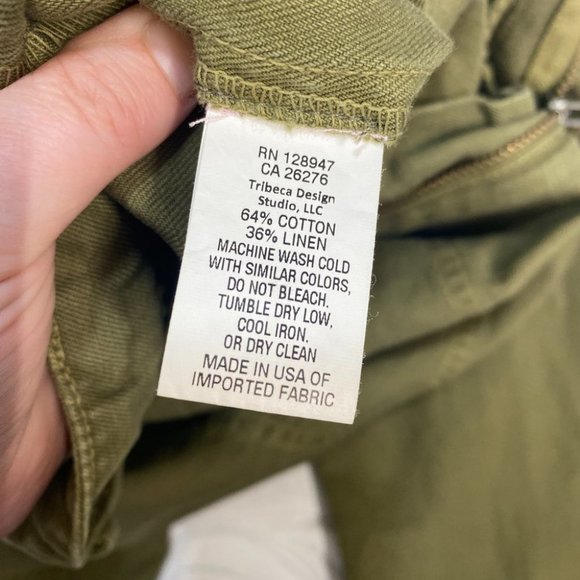 RN 128947
CA 26276
Tribeca Design
Studio, LLC
64% COTTON
36% LINEN
MACHINE WASH COLD
WITH SIMILAR COLORS,
DO NOT BLEACH.
TUMBLE DRY LOW,
COOL IRON,
OR DRY CLEAN
MADE IN USA OF
IMPORTED FABRIC